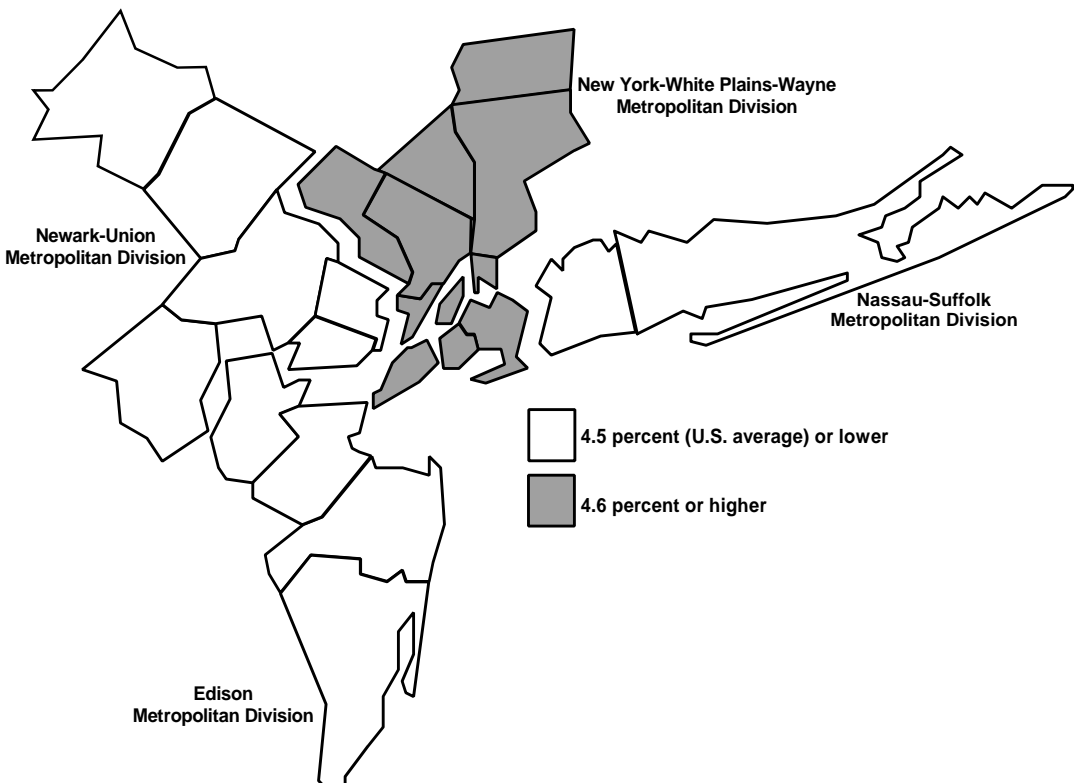 New York-White Plains-Wayne
Metropolitan Division
Newark-Union
Metropolitan Division
Nassau-Suffolk
Metropolitan Division
4.5 percent (U.S. average) or lower
4.6 percent or higher
Edison
Metropolitan Division